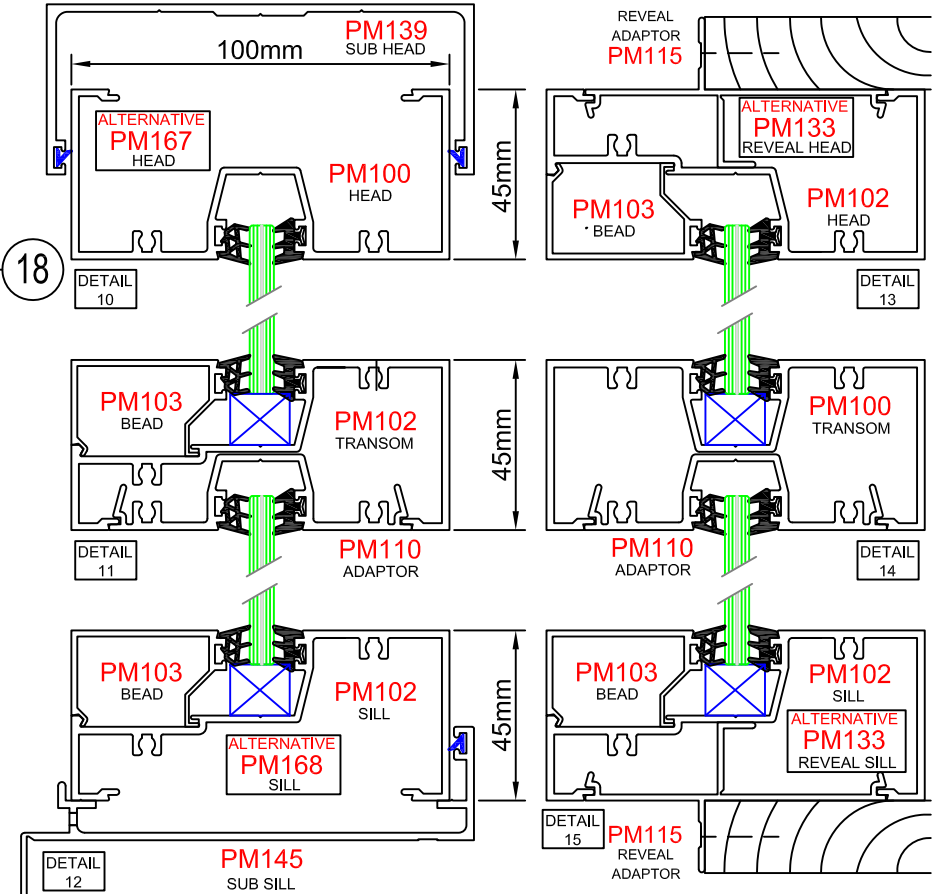 PM139
SUB HEAD
100mm
ALTERNATIVE
PM167
HEAD
PM100
HEAD
45mm
18
DETAIL
10
REVEAL
ADAPTOR
PM115
ALTERNATIVE
PM133
REVEAL HEAD
PM103
BEAD
PM102
HEAD
DETAIL
13
PM103
BEAD
PM102
TRANSOM
45mm
DETAIL
11
PM110
ADAPTOR
PM100
TRANSOM
PM110
ADAPTOR
DETAIL
14
PM103
BEAD
PM102
SILL
45mm
ALTERNATIVE
PM168
SILL
DETAIL
12
PM145
SUB SILL
PM103
BEAD
PM102
SILL
ALTERNATIVE
PM133
REVEAL SILL
DETAIL
15
PM115
REVEAL
ADAPTOR